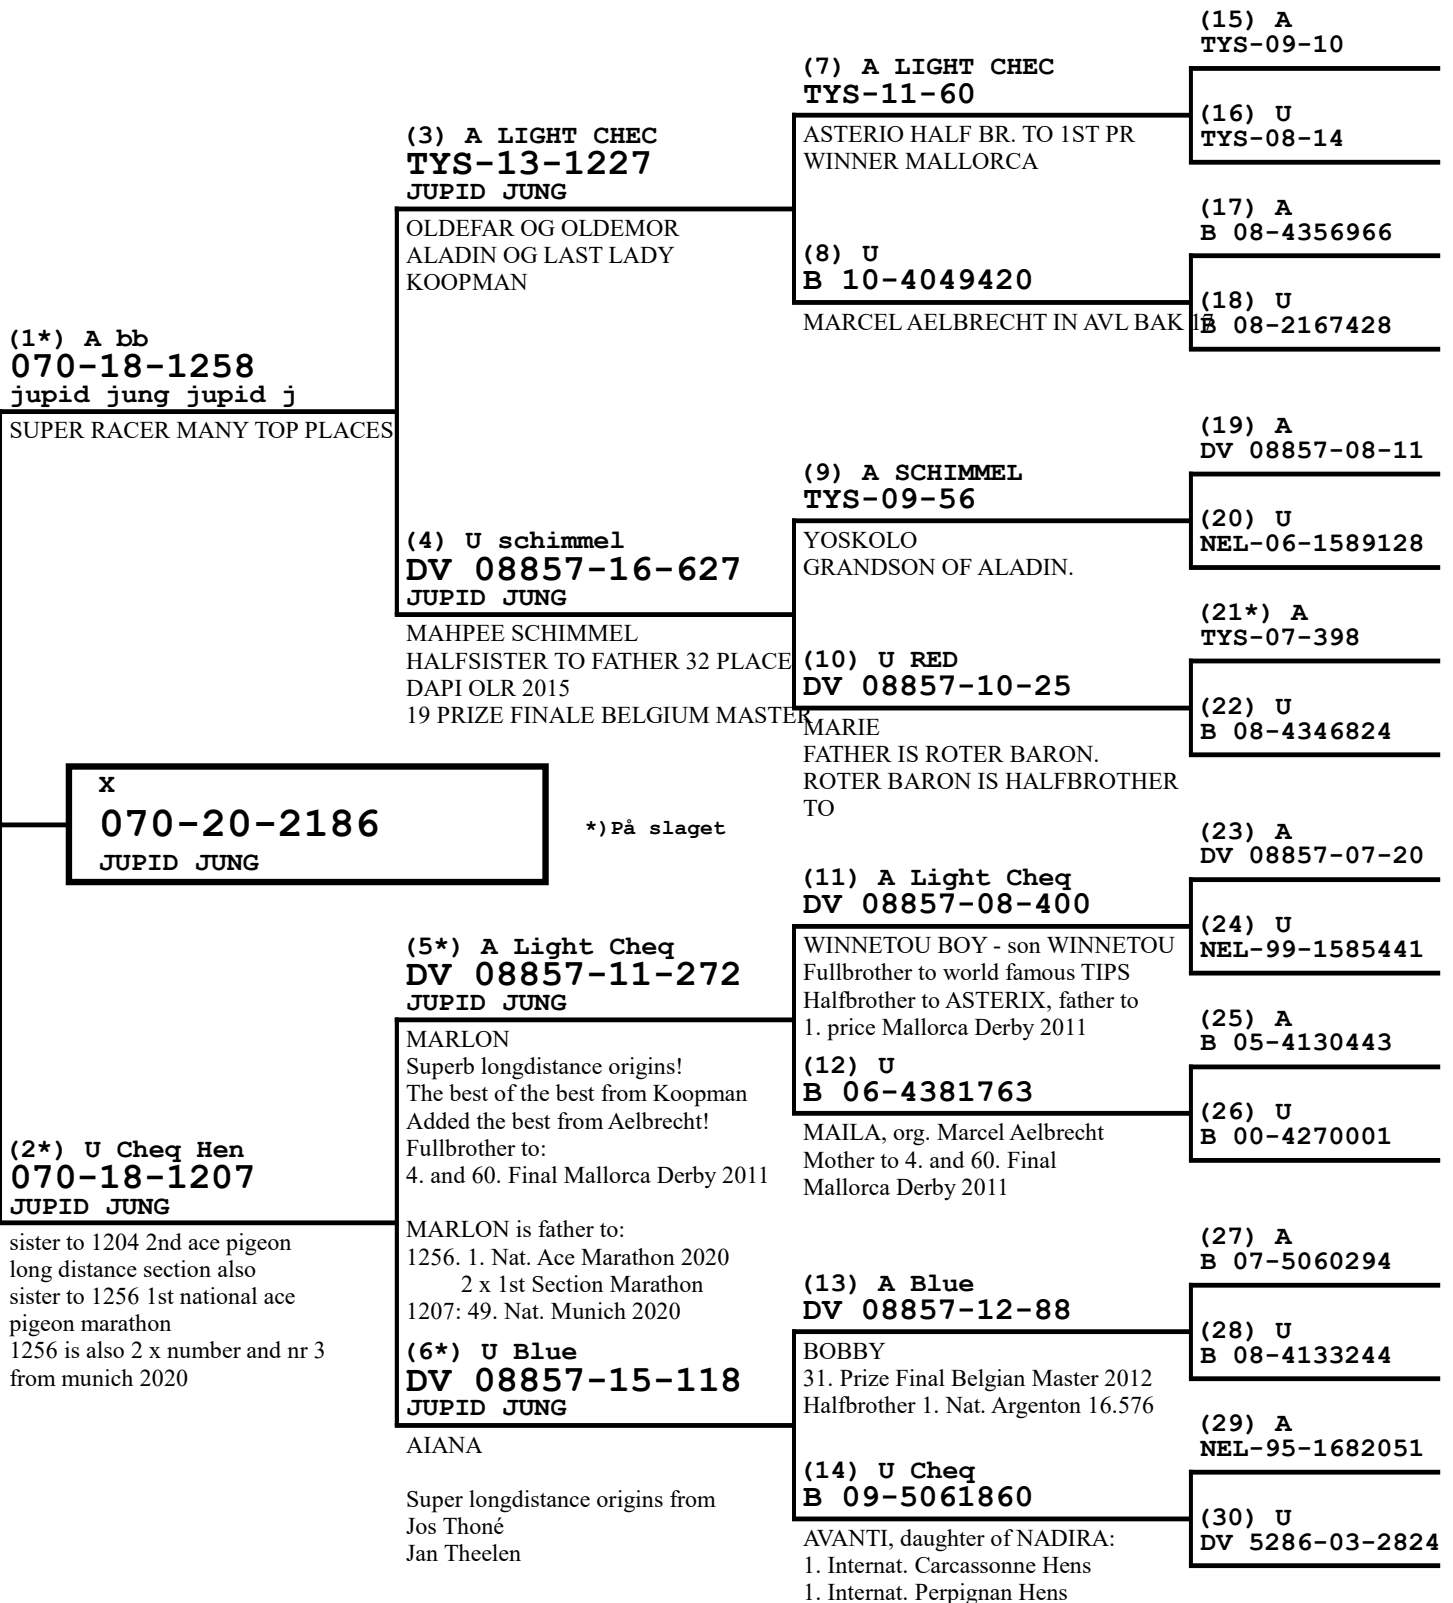 (1*) A bb
070-18-1258
jupid jung jupid j
SUPER RACER MANY TOP PLACES
X
070-20-2186
JUPID JUNG
*)På slaget
(2*) U Cheq Hen
070-18-1207
JUPID JUNG
sister to 1204 2nd ace pigeon
long distance section also
sister to 1256 1st national ace
pigeon marathon
1256 is also 2 x number and nr 3
from munich 2020
(3) A LIGHT CHEC
TYS-13-1227
JUPID JUNG
OLDEFAR OG OLDEMOR
ALADIN OG LAST LADY
KOOPMAN
(4) U schimmel
DV 08857-16-627
JUPID JUNG
MAHPEE SCHIMMEL
HALFSISTER TO FATHER 32 PLACE
DAPI OLR 2015
19 PRIZE FINALE BELGIUM MASTER
(5*) A Light Cheq
DV 08857-11-272
JUPID JUNG
MARLON
Superb longdistance origins!
The best of the best from Koopman
Added the best from Aelbrecht!
Fullbrother to:
4. and 60. Final Mallorca Derby 2011
MARLON is father to:
1256. 1. Nat. Ace Marathon 2020
2 x 1st Section Marathon
1207: 49. Nat. Munich 2020
(6*) U Blue
DV 08857-15-118
JUPID JUNG
AIANA
Super longdistance origins from
Jos Thoné
Jan Theelen
(7) A LIGHT CHEC
TYS-11-60
ASTERIO HALF BR. TO 1ST PR
WINNER MALLORCA
(8) U
B 10-4049420
MARCEL AELBRECHT IN AVL BAK 17
(9) A SCHIMMEL
TYS-09-56
YOSKOLO
GRANDSON OF ALADIN.
(10) U RED
DV 08857-10-25
MARIE
FATHER IS ROTER BARON.
ROTER BARON IS HALFBROTHER
TO
(11) A Light Cheq
DV 08857-08-400
WINNETOU BOY - son WINNETOU
Fullbrother to world famous TIPS
Halfbrother to ASTERIX, father to
1. price Mallorca Derby 2011
(12) U
B 06-4381763
MAILA, org. Marcel Aelbrecht
Mother to 4. and 60. Final
Mallorca Derby 2011
(13) A Blue
DV 08857-12-88
BOBBY
31. Prize Final Belgian Master 2012
Halfbrother 1. Nat. Argenton 16.576
(14) U Cheq
B 09-5061860
AVANTI, daughter of NADIRA:
1. Internat. Carcassonne Hens
1. Internat. Perpignan Hens
(15) A
TYS-09-10
(16) U
TYS-08-14
(17) A
B 08-4356966
(18) U
B 08-2167428
(19) A
DV 08857-08-11
(20) U
NEL-06-1589128
(21*) A
TYS-07-398
(22) U
B 08-4346824
(23) A
DV 08857-07-20
(24) U
NEL-99-1585441
(25) A
B 05-4130443
(26) U
B 00-4270001
(27) A
B 07-5060294
(28) U
B 08-4133244
(29) A
NEL-95-1682051
(30) U
DV 5286-03-2824